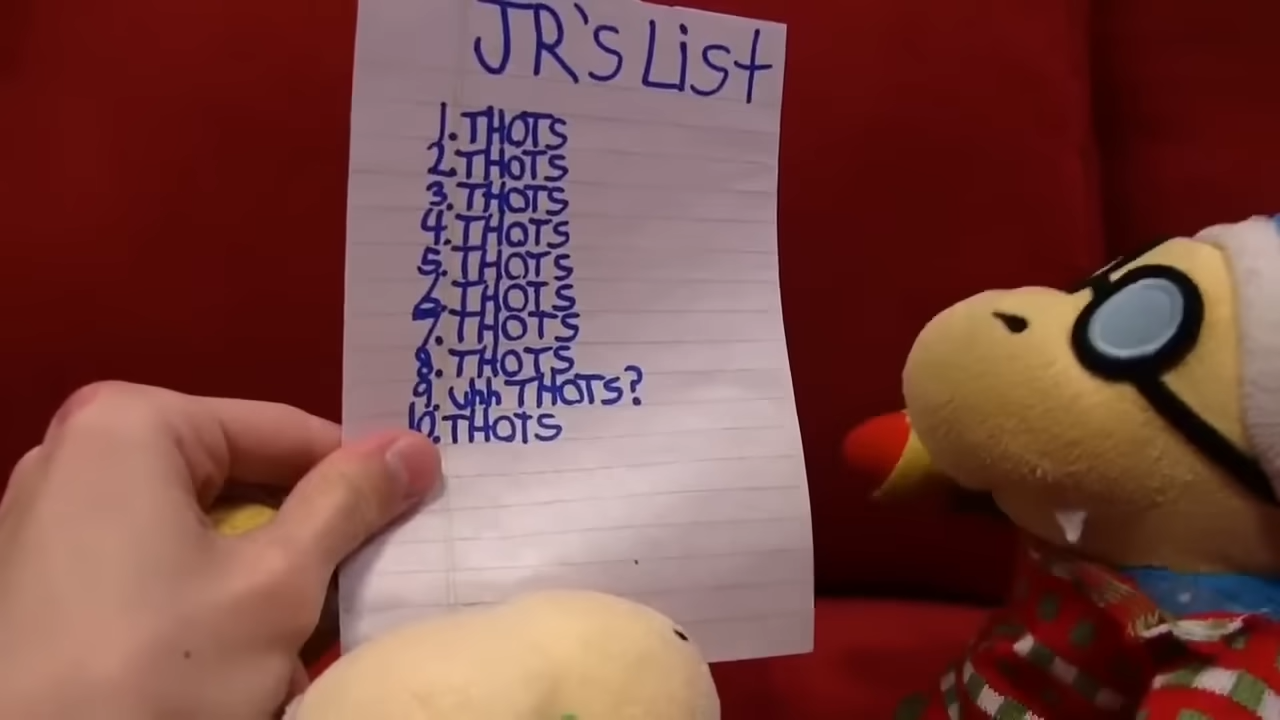 JR's List
1. THOTS
2. THOTS
3. THOTS
4. THOTS
5. THOTS
6. THOTS
7. THOTS
8. THOTS
9. uhh THOTS?
10. THOTS